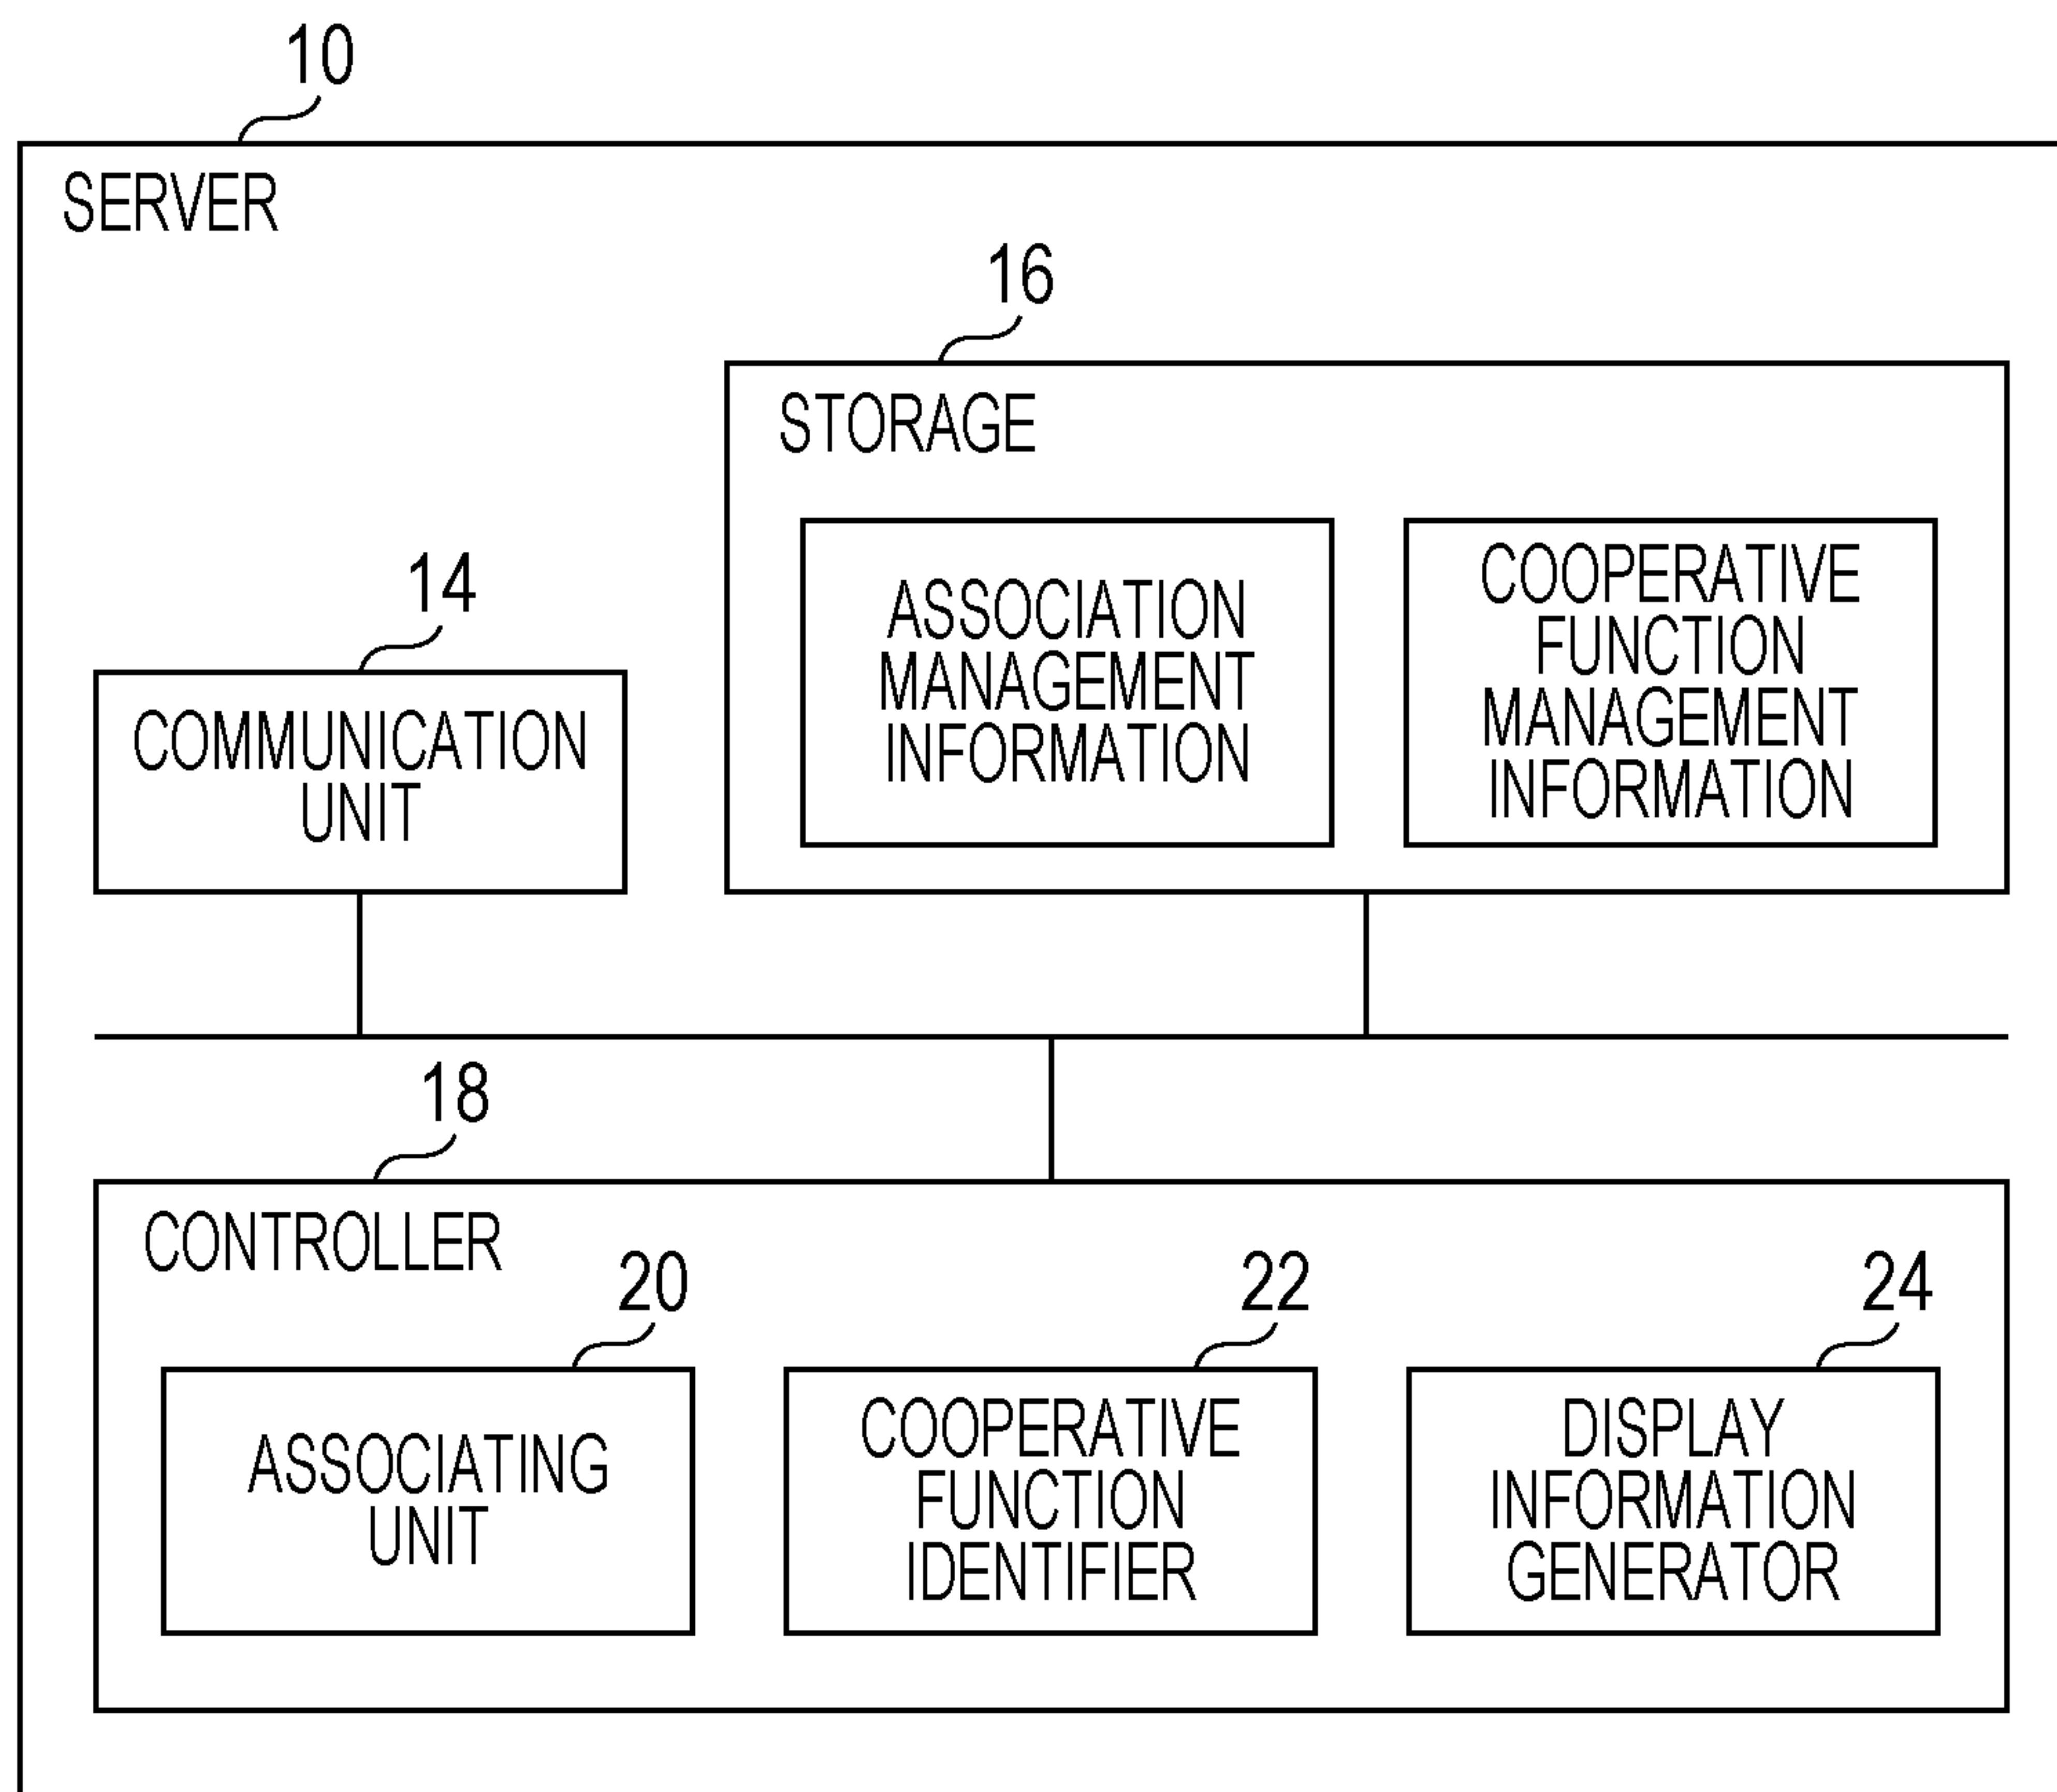 10
SERVER
16
STORAGE
ASSOCIATION
MANAGEMENT
INFORMATION
COOPERATIVE
FUNCTION
MANAGEMENT
INFORMATION
14
COMMUNICATION
UNIT
18
CONTROLLER
20
ASSOCIATING
UNIT
22
COOPERATIVE
FUNCTION
IDENTIFIER
24
DISPLAY
INFORMATION
GENERATOR